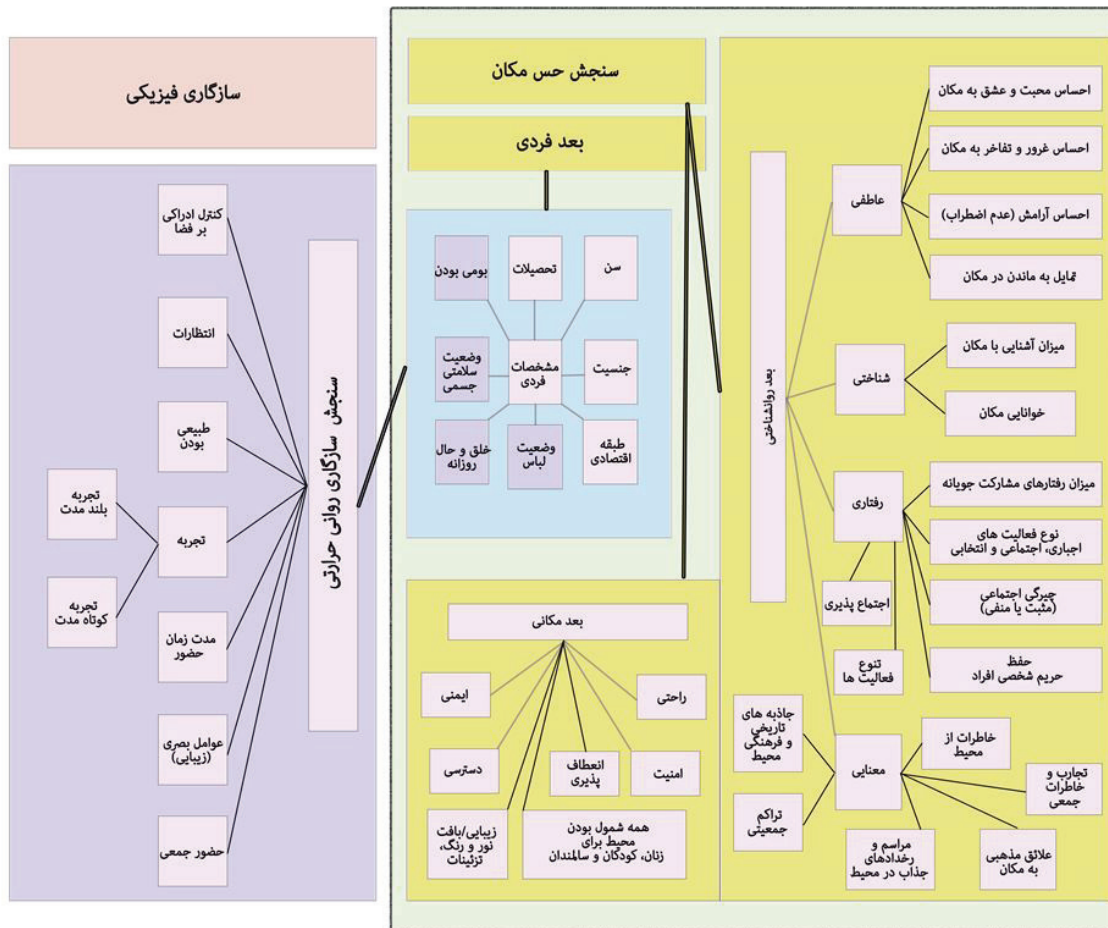 سازگاری فیزیکی
سنجش حس مکان
بعد فردی
احساس محبت و عشق به مکان
احساس غرور و تفاخر به مکان
احساس آرامش (عدم اضطراب)
تمایل به ماندن در مکان
عاطفی
میزان آشنایی با مکان
خوانایی مکان
شناختی
بعد روانشناختی
میزان رفتارهای مشارکت جویانه
نوع فعالیت های
اجباری، اجتماعی و انتخابی
چیرگی اجتماعی
(مثبت یا منفی)
حفظ
حریم شخصی افراد
رفتاری
اجتماع پذیری
تنوع
فعالیت ها
معنایی
خاطرات از
محیط
تجارب و
خاطرات
جمعی
علائق مذهبی
به مکان
مراسم و
رخدادهای
جذاب در محیط
تراکم
جمعیتی
جاذبه های
تاریخی
و فرهنگی
محیط
سن
تحصیلات
بومی بودن
جنسیت
مشخصات
فردی
وضعیت
سلامتی
جسمی
طبقه
اقتصادی
وضعیت
لباس
خلق و حال
روزانه
بعد مکانی
راحتی
ایمنی
امنیت
انعطاف
پذیری
دسترسی
همه شمول بودن
محیط برای
زنان، کودکان و سالمندان
زیبایی/بافت
نور و رنگ،
تزئینات
سنجش سازگاری روانی حرارتی
کنترل ادراکی
بر فضا
انتظارات
طبیعی
بودن
تجربه
تجربه
بلند مدت
تجربه
کوتاه مدت
مدت زمان
حضور
عوامل بصری
(زیبایی)
حضور جمعی